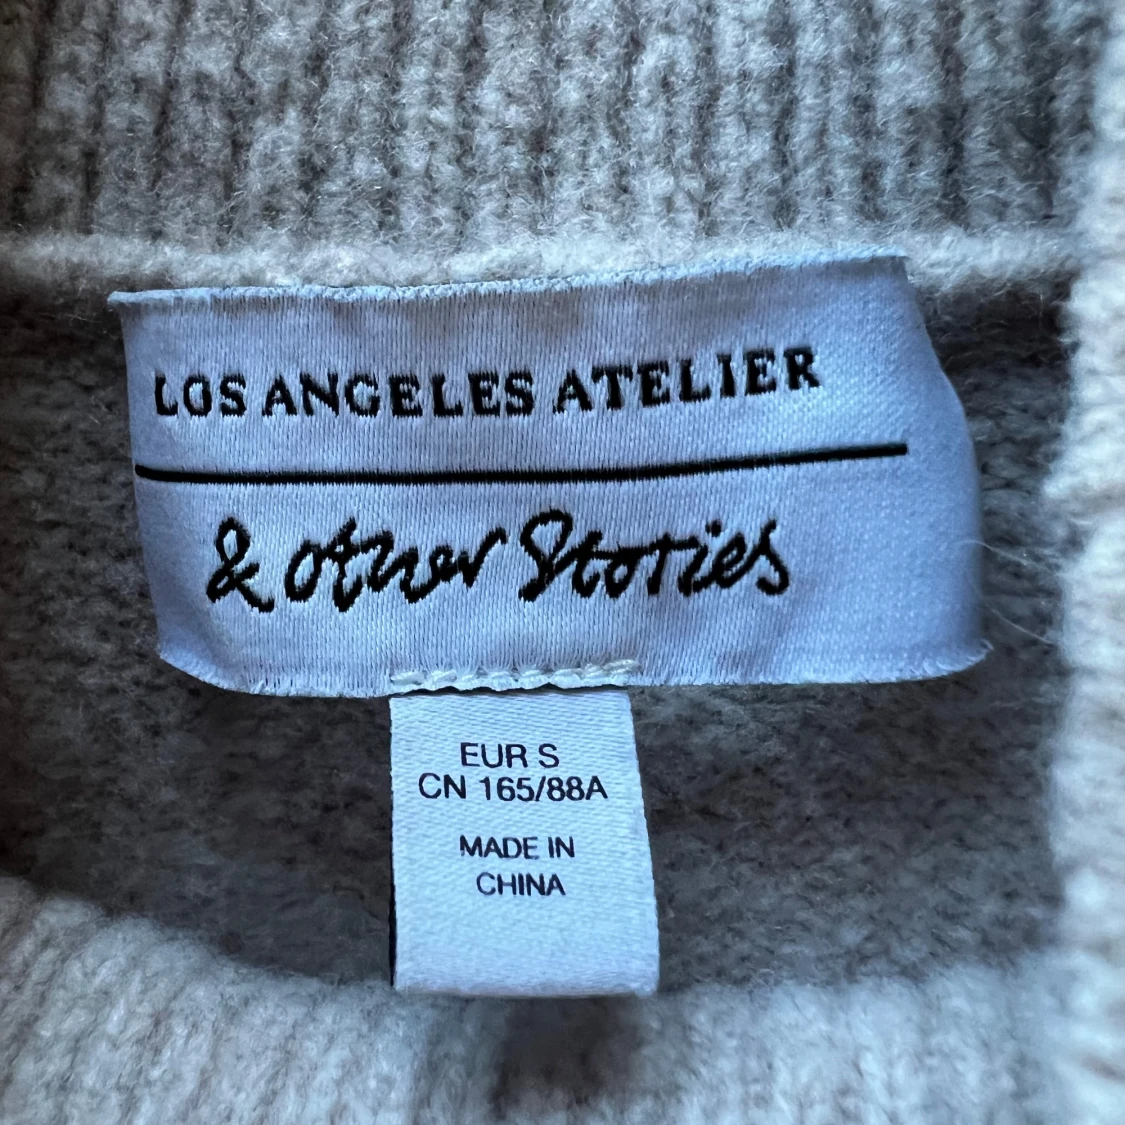 LOS ANGELES ATELIER
& other Stories
EUR S
CN 165/88A
MADE IN
CHINA